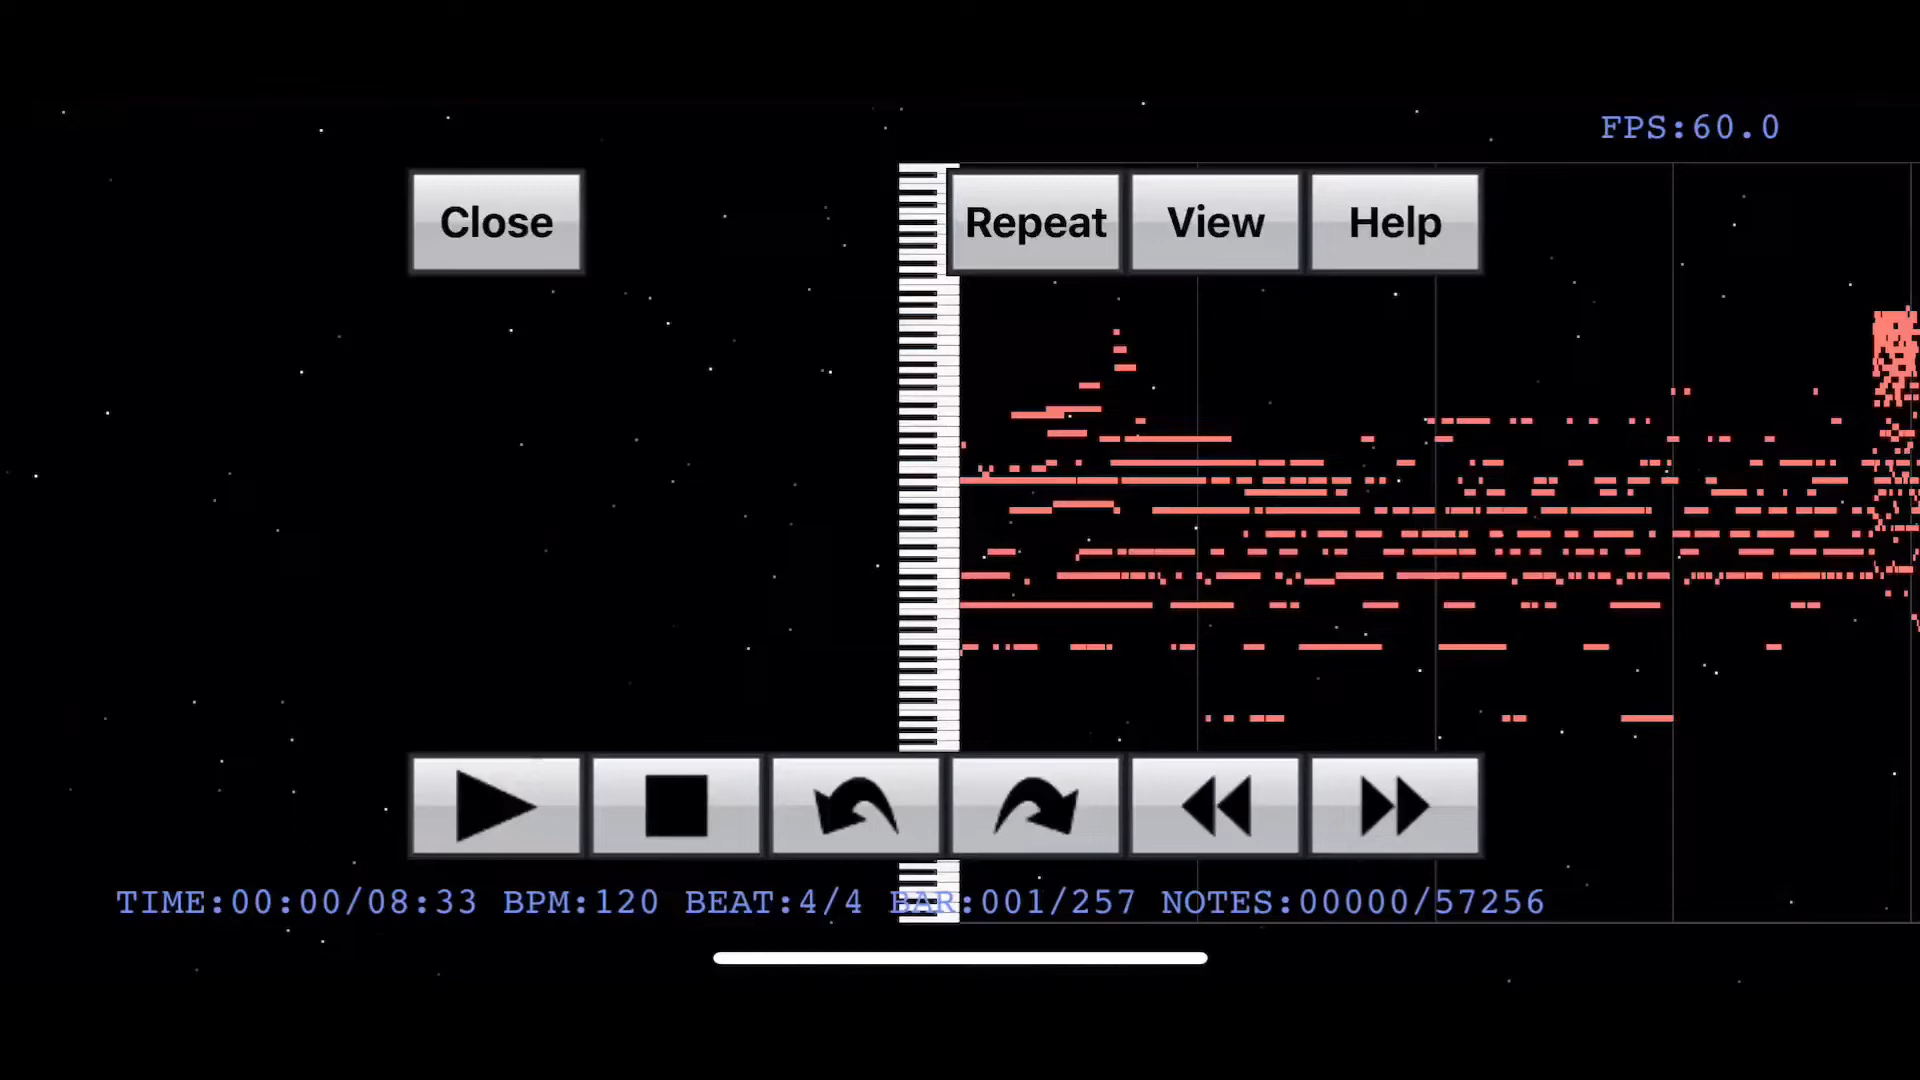 FPS:60.0
Close Repeat View Help
TIME:00:00/08:33 BPM:120 BEAT:4/4 BAR:001/257 NOTES:00000/57256